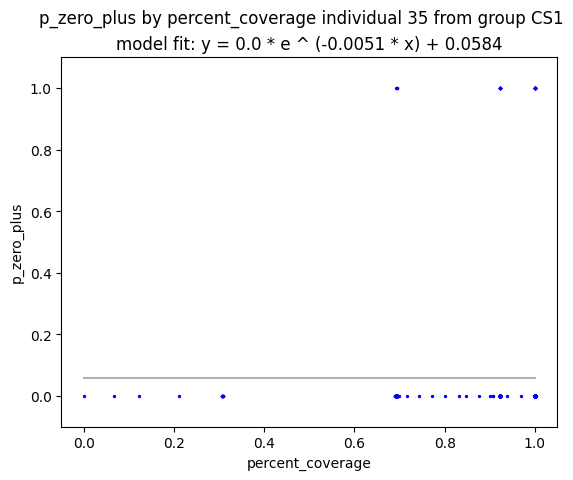 p_zero_plus by percent_coverage individual 35 from group CS1
model fit: y = 0.0 * e ^ (-0.0051 * x) + 0.0584
1.0
0.8
0.6
0.4
0.2
0.0
p_zero_plus
0.0 0.2 0.4 0.6 0.8 1.0
percent_coverage